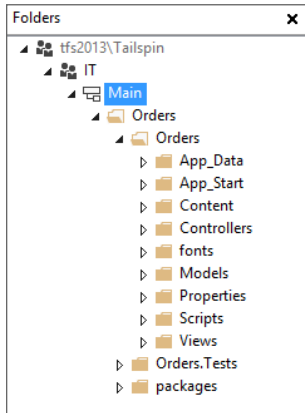 Folders
tfs2013\Tailspin
IT
Main
Orders
Orders
App_Data
App_Start
Content
Controllers
fonts
Models
Properties
Scripts
Views
Orders.Tests
packages